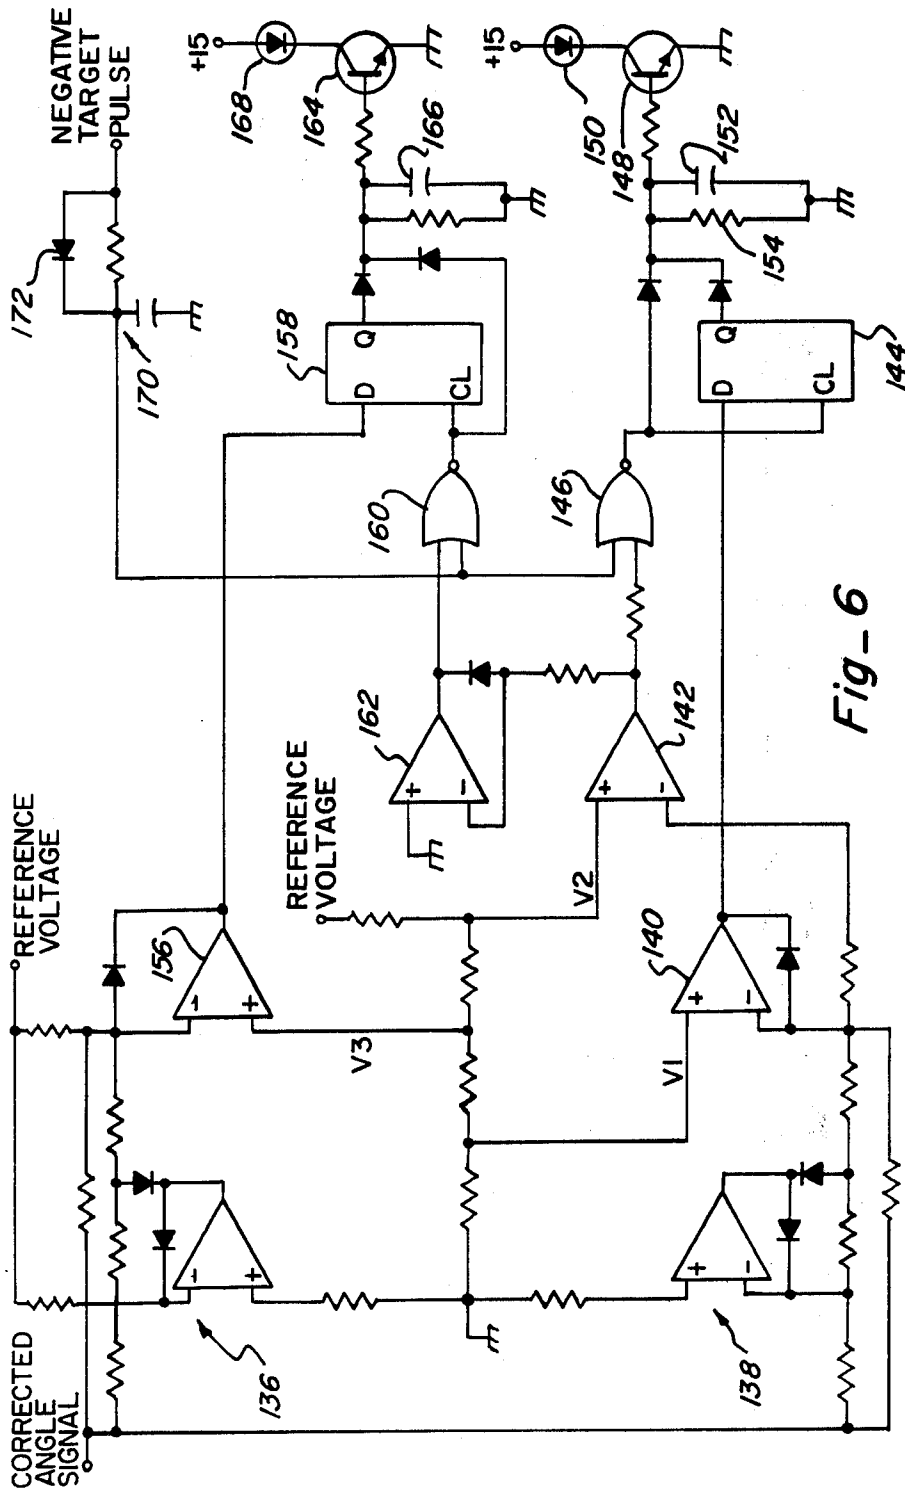 CORRECTED
ANGLE
SIGNAL
REFERENCE
VOLTAGE
NEGATIVE
TARGET
PULSE
172
170
+15
168
164
166
158
D
Q
CL
160
162
+
-
156
-
+
V3
REFERENCE
VOLTAGE
V2
142
+
-
146
+15
150
148
152
154
144
D
Q
CL
140
+
-
V1
136
-
+
138
+
-
Fig_6